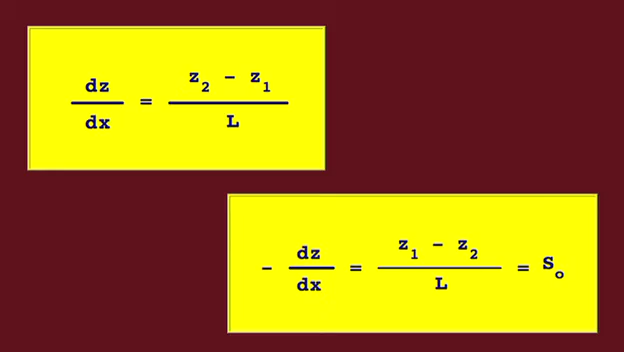 dz/dx = (z₂ - z₁)/L
- dz/dx = (z₁ - z₂)/L = Sₒ